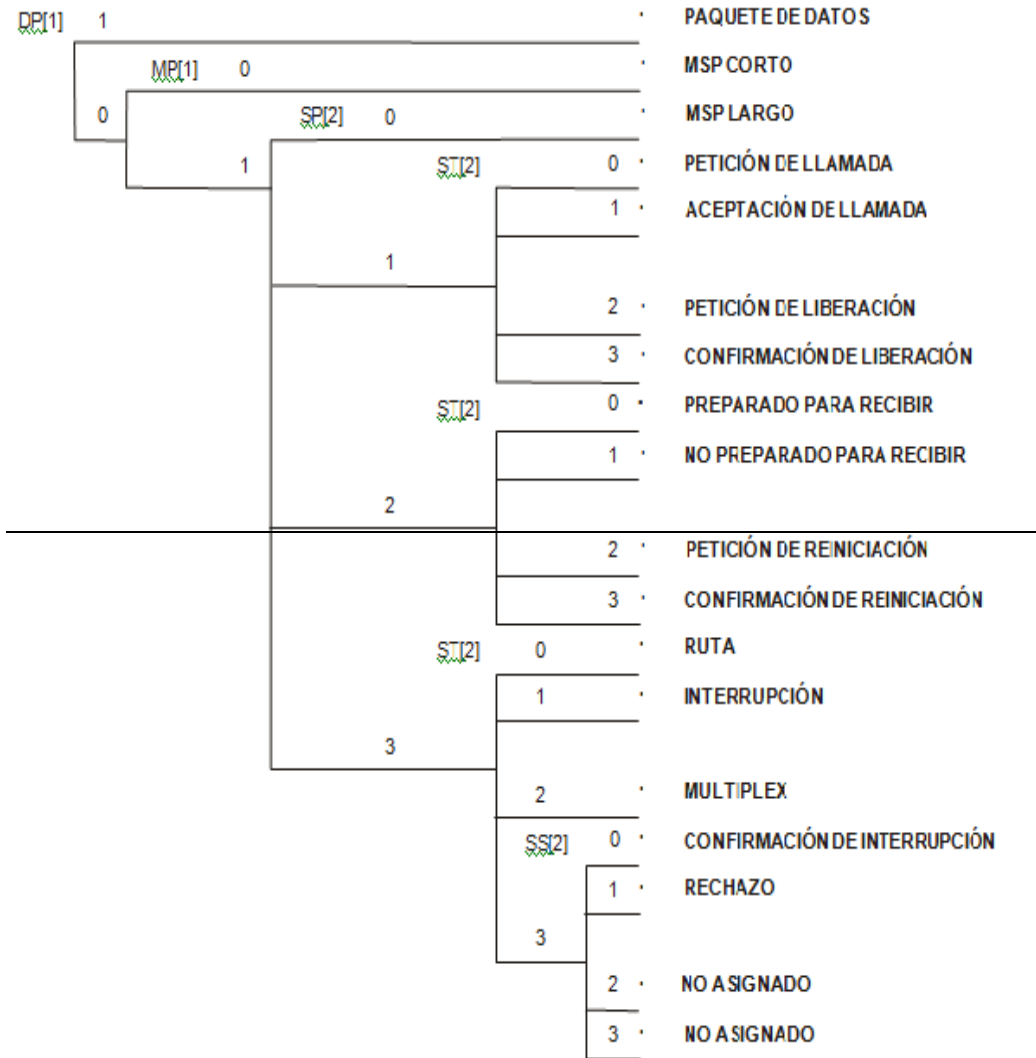 DP[1] 1 · PAQUETE DE DATOS
MP[1] 0 · MSP CORTO
0 SP[2] 0 · MSP LARGO
1 ST[2] 0 · PETICIÓN DE LLAMADA
1 · ACEPTACIÓN DE LLAMADA
1
2 · PETICIÓN DE LIBERACIÓN
3 · CONFIRMACIÓN DE LIBERACIÓN
ST[2] 0 · PREPARADO PARA RECIBIR
1 · NO PREPARADO PARA RECIBIR
2
2 · PETICIÓN DE REINICIACIÓN
3 · CONFIRMACIÓN DE REINICIACIÓN
ST[2] 0 · RUTA
1 · INTERRUPCIÓN
3
2 · MULTIPLEX
SS[2] 0 · CONFIRMACIÓN DE INTERRUPCIÓN
1 · RECHAZO
3
2 · NO ASIGNADO
3 · NO ASIGNADO